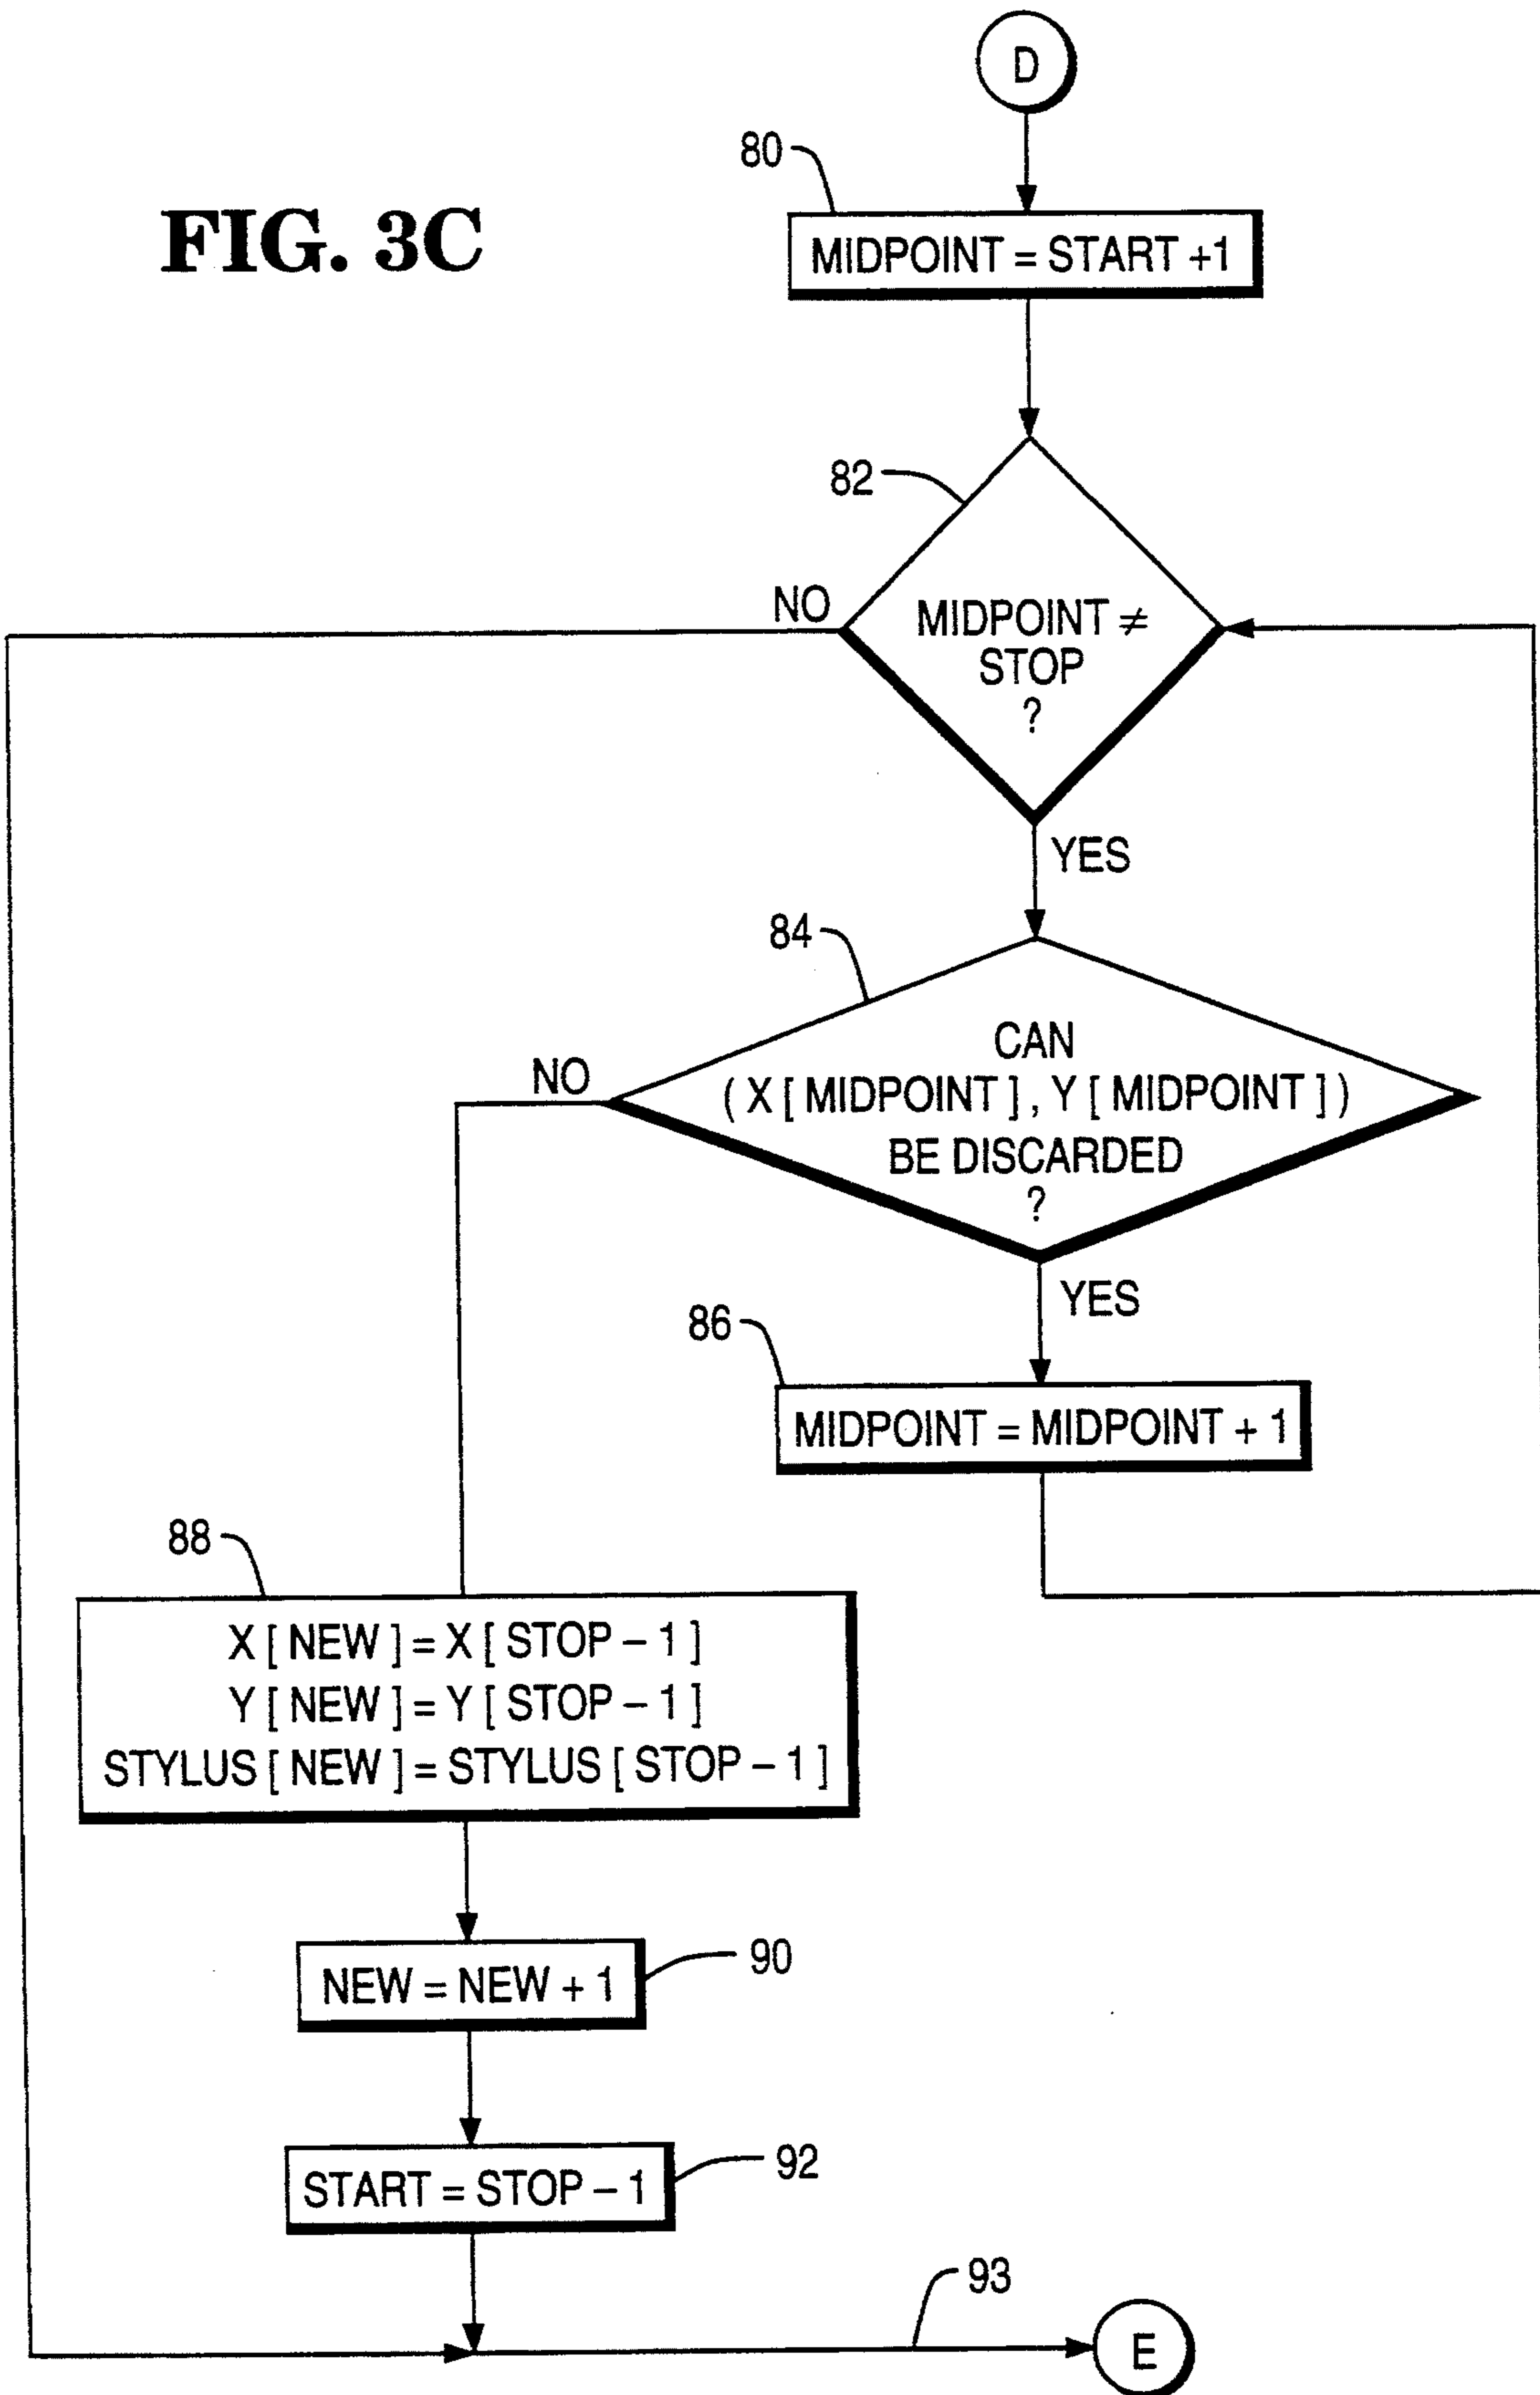 D
80
FIG. 3C
MIDPOINT = START +1
82
NO
MIDPOINT ≠
STOP
?
YES
84
CAN
NO
( X [ MIDPOINT ] , Y [ MIDPOINT ] )
BE DISCARDED
?
YES
86
MIDPOINT = MIDPOINT + 1
88
X [ NEW ] = X [ STOP – 1 ]
Y [ NEW ] = Y [ STOP – 1 ]
STYLUS [ NEW ] = STYLUS [ STOP – 1 ]
90
NEW = NEW + 1
92
START = STOP – 1
93
E